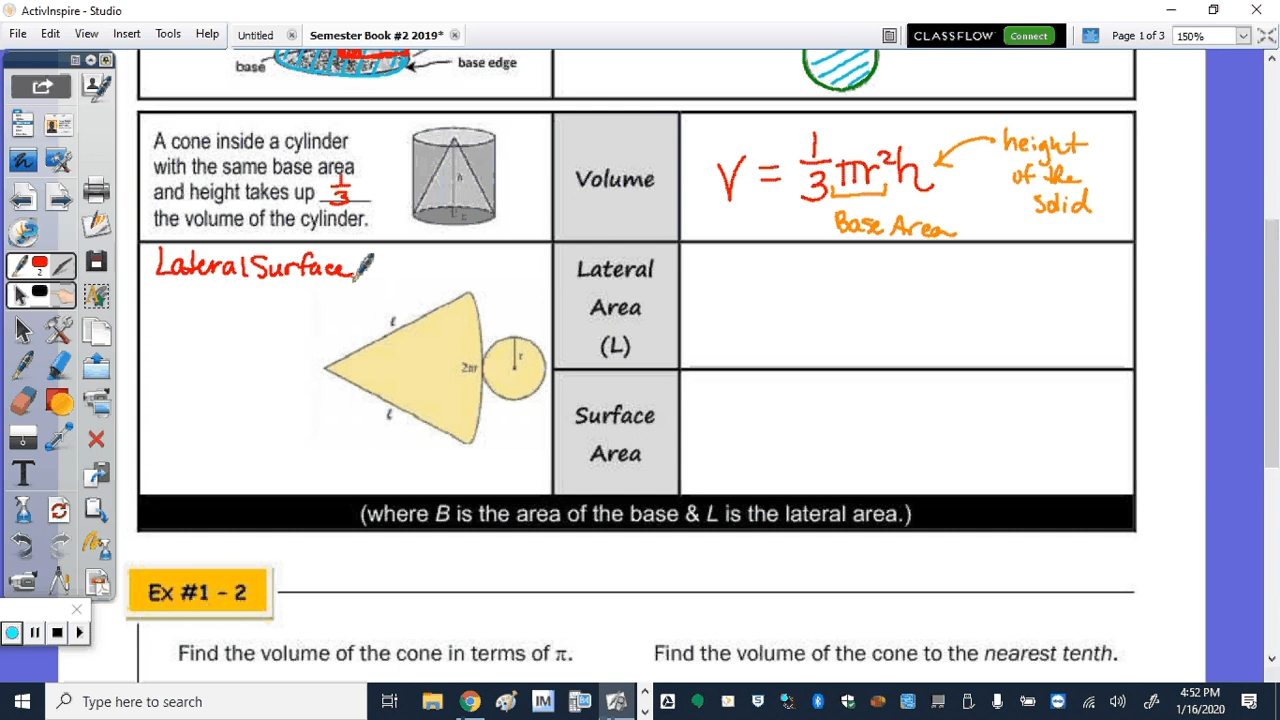 ActivInspire - Studio
File Edit View Insert Tools Help
Untitled
Semester Book #2 2019*
CLASSFLOW Connect
Page 1 of 3
150%
base
base edge
A cone inside a cylinder
with the same base area
and height takes up 1/3
the volume of the cylinder.
h
r
Volume
V = 1/3 πr²h
Base Area
height
of the
solid
Lateral Surface
ℓ
2πr
r
ℓ
Lateral
Area
(L)
Surface
Area
(where B is the area of the base & L is the lateral area.)
Ex #1 - 2
Find the volume of the cone in terms of π.
Find the volume of the cone to the nearest tenth.
2
T
Type here to search
IM
4:52 PM
1/16/2020